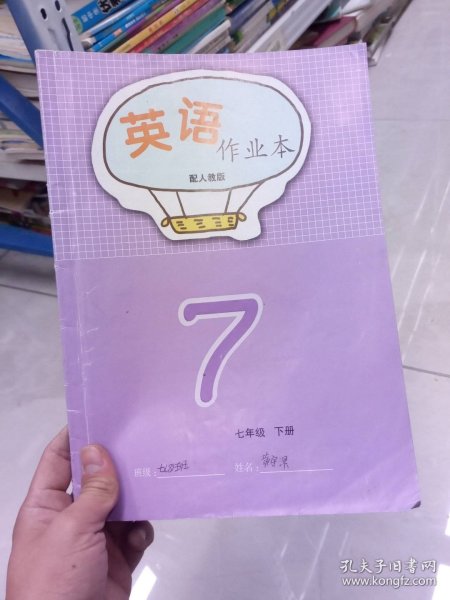 英语
作业本
配人教版
7
七年级 下册
班级:
姓名:
孔夫子旧书网
www.kongfz.com